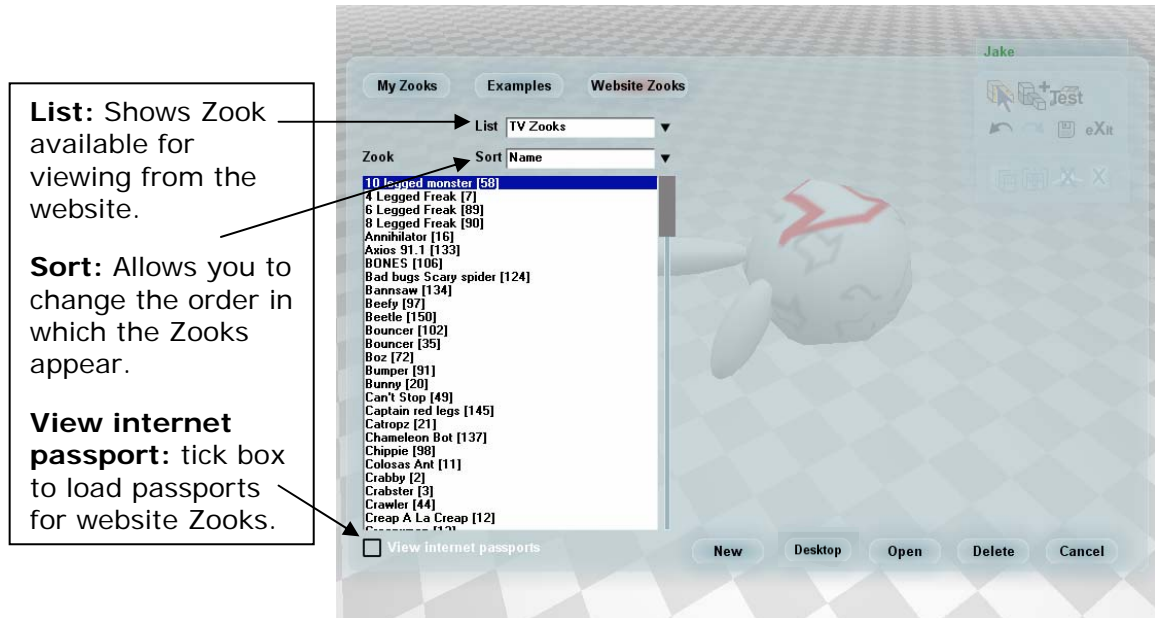 List: Shows Zook
available for
viewing from the
website.
Sort: Allows you to
change the order in
which the Zooks
appear.
View internet
passport: tick box
to load passports
for website Zooks.
Jake
My Zooks Examples Website Zooks
Test
List TV Zooks
eXit
Zook Sort Name
X X
10 legged monster [58]
4 Legged Freak [7]
6 Legged Freak [89]
8 Legged Freak [90]
Annihilator [16]
Axios 91.1 [133]
BONES [106]
Bad bugs Scary spider [124]
Bannsaw [134]
Beefy [97]
Beetle [150]
Bouncer [102]
Bouncer [35]
Boz [72]
Bumper [91]
Bunny [20]
Can't Stop [49]
Captain red legs [145]
Catropz [21]
Chameleon Bot [137]
Chippie [98]
Colosas Ant [11]
Crabby [2]
Crabster [3]
Crawler [44]
Creap A La Creap [12]
View internet passports
New Desktop Open Delete Cancel